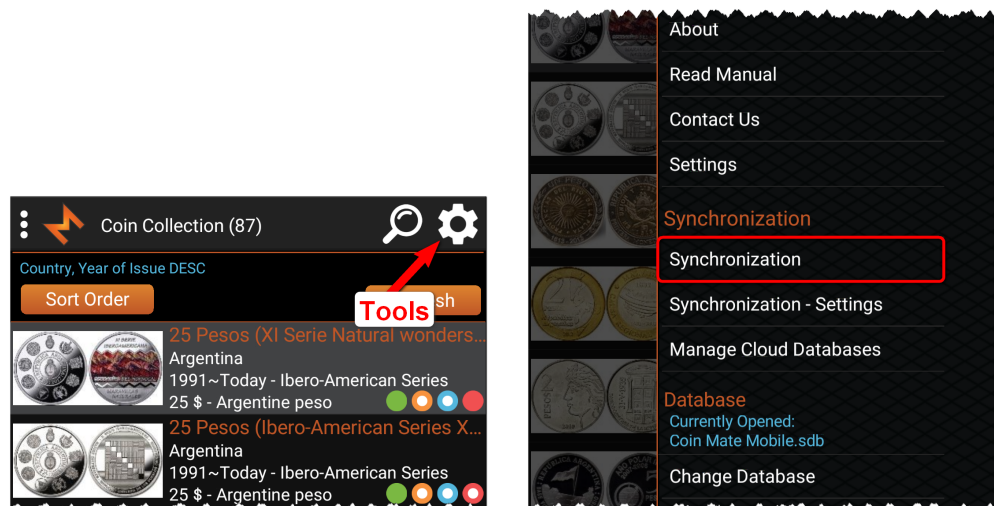 Coin Collection (87)
Country, Year of Issue DESC
Sort Order
sh
Tools
25 Pesos (XI Serie Natural wonders...
Argentina
1991~Today - Ibero-American Series
25 $ - Argentine peso
25 Pesos (Ibero-American Series X...
Argentina
1991~Today - Ibero-American Series
25 $ - Argentine peso
About
Read Manual
Contact Us
Settings
Synchronization
Synchronization
Synchronization - Settings
Manage Cloud Databases
Database
Currently Opened:
Coin Mate Mobile.sdb
Change Database